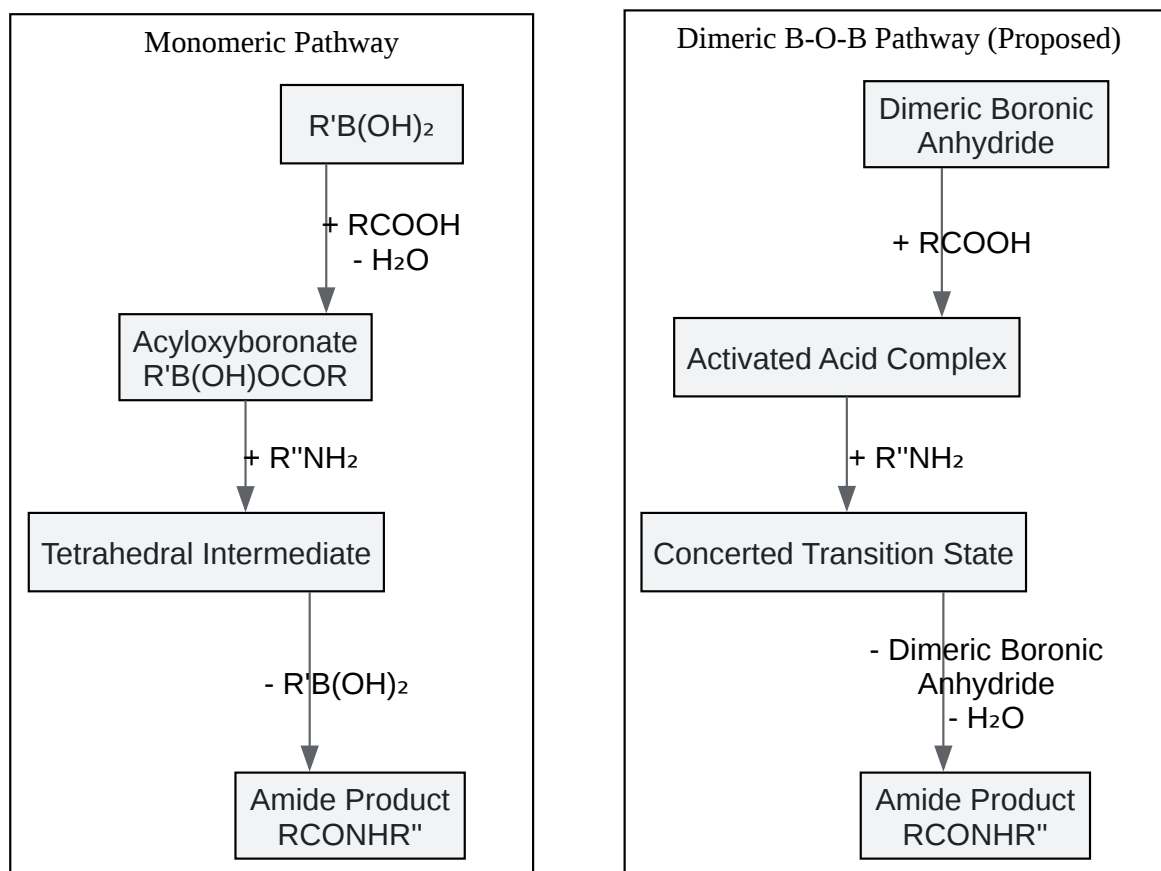 Monomeric Pathway
R'B(OH)₂
+ RCOOH
- H₂O
Acyloxyboronate
R'B(OH)OCOR
+ R''NH₂
Tetrahedral Intermediate
- R'B(OH)₂
Amide Product
RCONHR''
Dimeric B-O-B Pathway (Proposed)
Dimeric Boronic
Anhydride
+ RCOOH
Activated Acid Complex
+ R''NH₂
Concerted Transition State
- Dimeric Boronic
Anhydride
- H₂O
Amide Product
RCONHR''